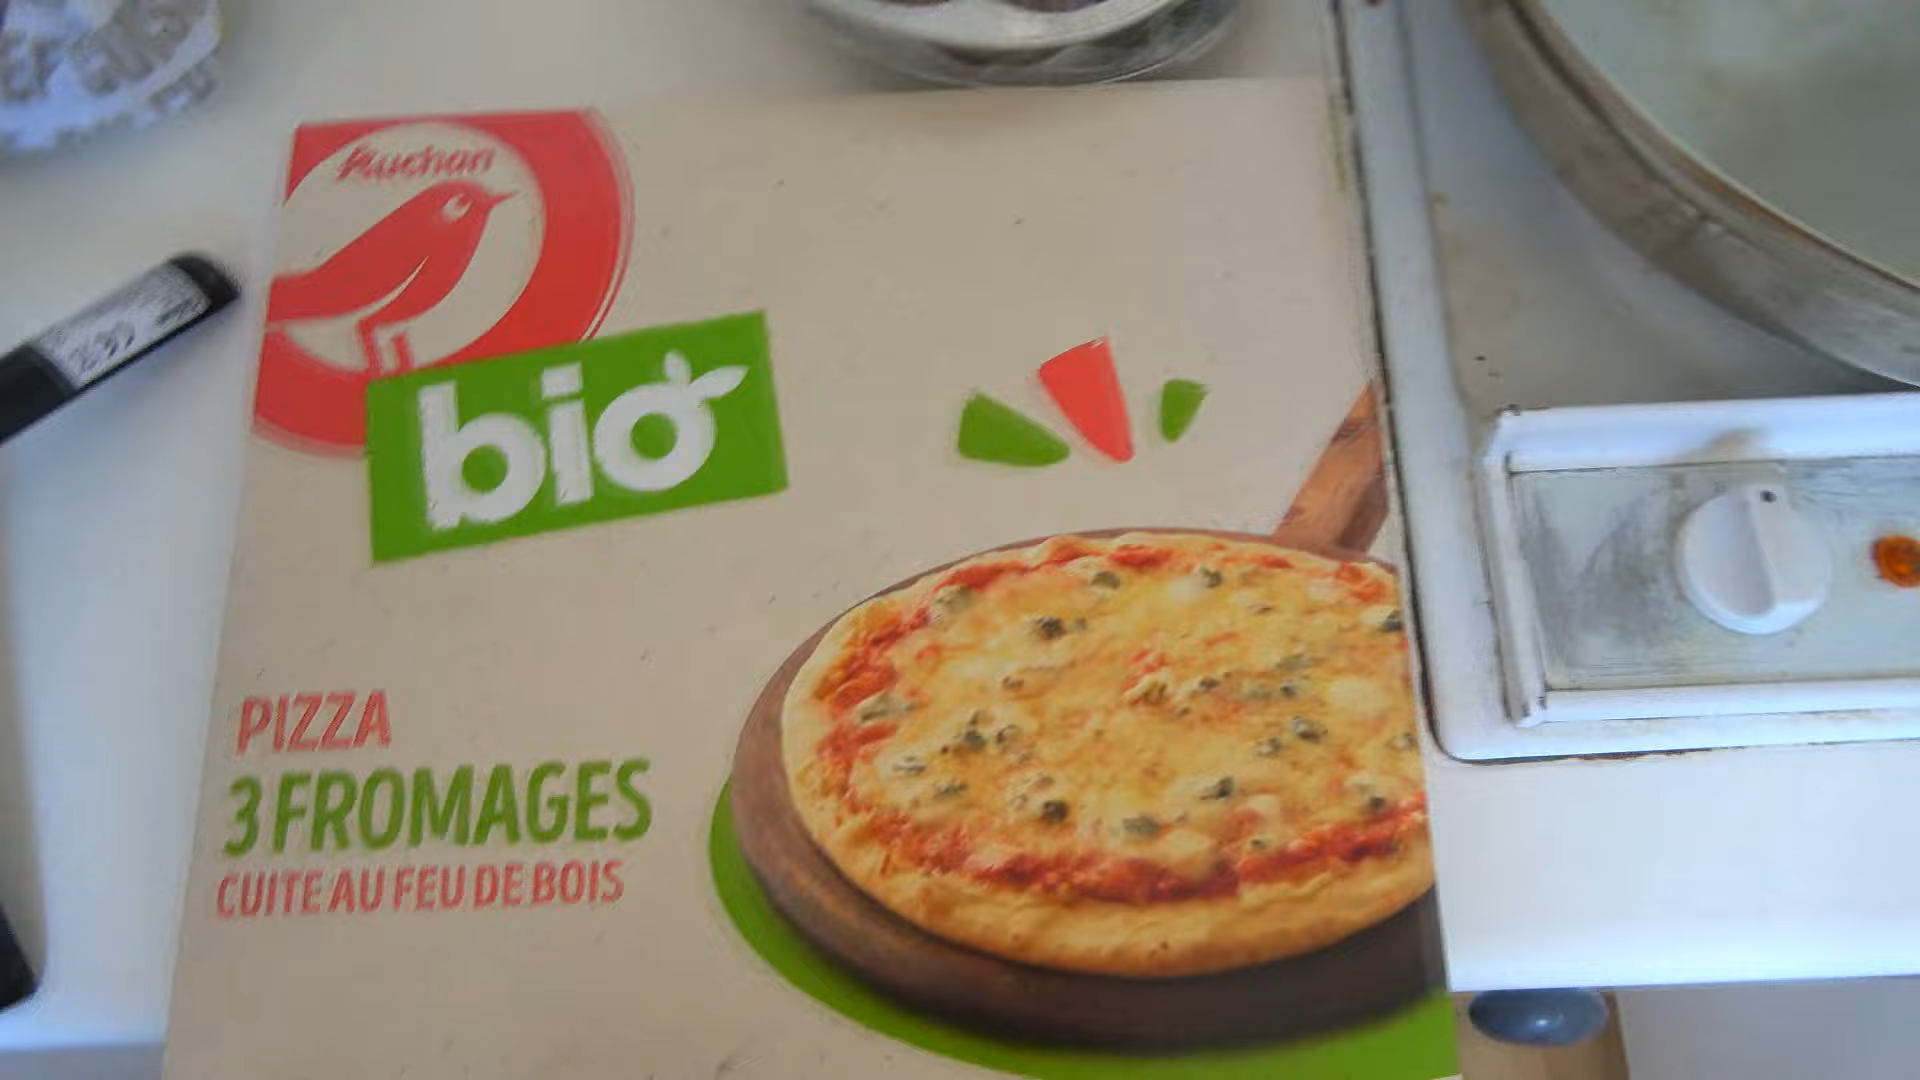 Auchan
bio
PIZZA
3 FROMAGES
CUITE AU FEU DE BOIS